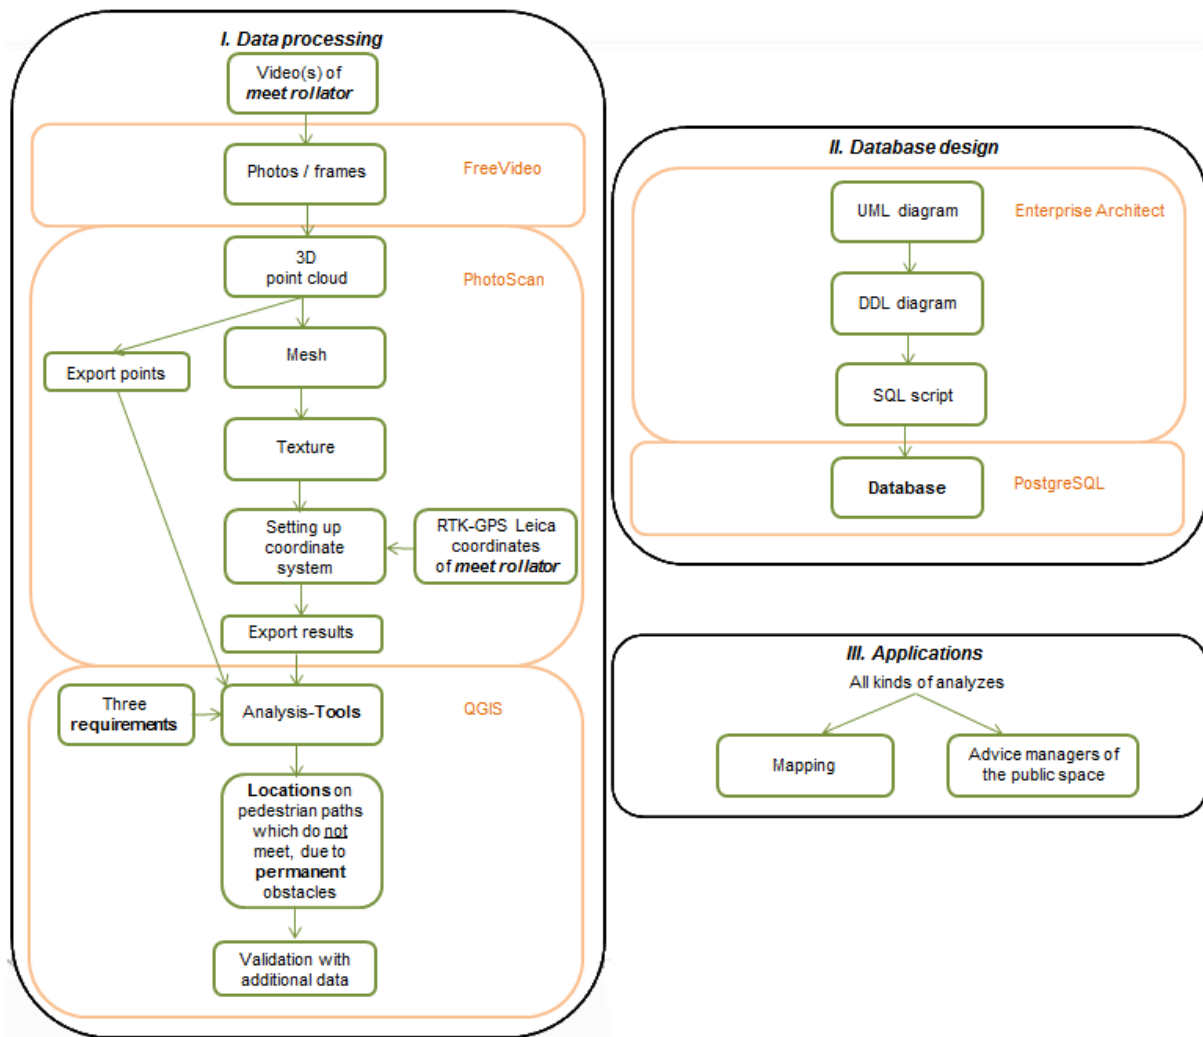 I. Data processing
Video(s) of
meet rollator
Photos / frames
FreeVideo
3D
point cloud
PhotoScan
Mesh
Export points
Texture
Setting up
coordinate
system
RTK-GPS Leica
coordinates
of meet rollator
Export results
Three
requirements
Analysis-Tools
QGIS
Locations on
pedestrian paths
which do not
meet, due to
permanent
obstacles
Validation with
additional data
II. Database design
UML diagram
Enterprise Architect
DDL diagram
SQL script
Database
PostgreSQL
III. Applications
All kinds of analyzes
Mapping
Advice managers of
the public space